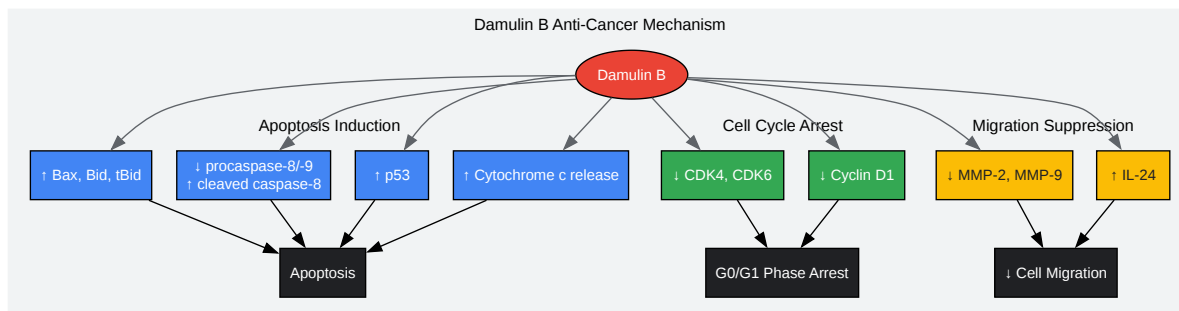 Damulin B Anti-Cancer Mechanism
Damulin B
Apoptosis Induction
Cell Cycle Arrest
Migration Suppression
↑ Bax, Bid, tBid
↓ procaspase-8/-9
↑ cleaved caspase-8
↑ p53
↑ Cytochrome c release
↓ CDK4, CDK6
↓ Cyclin D1
↓ MMP-2, MMP-9
↑ IL-24
Apoptosis
G0/G1 Phase Arrest
↓ Cell Migration